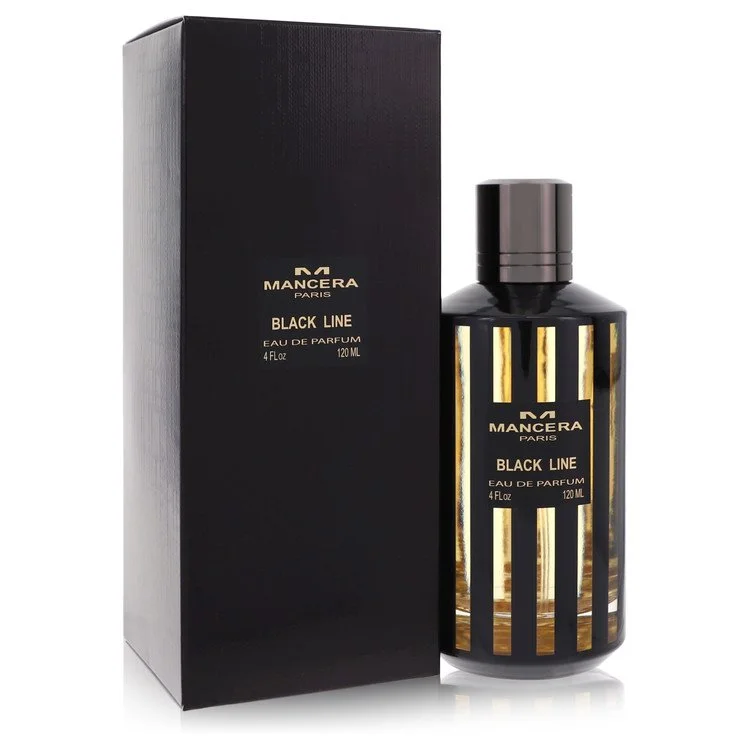 MANCERA
PARIS
BLACK LINE
EAU DE PARFUM
4 FLoz 120 ML
MANCERA
PARIS
BLACK LINE
EAU DE PARFUM
4 FLoz 120 ML